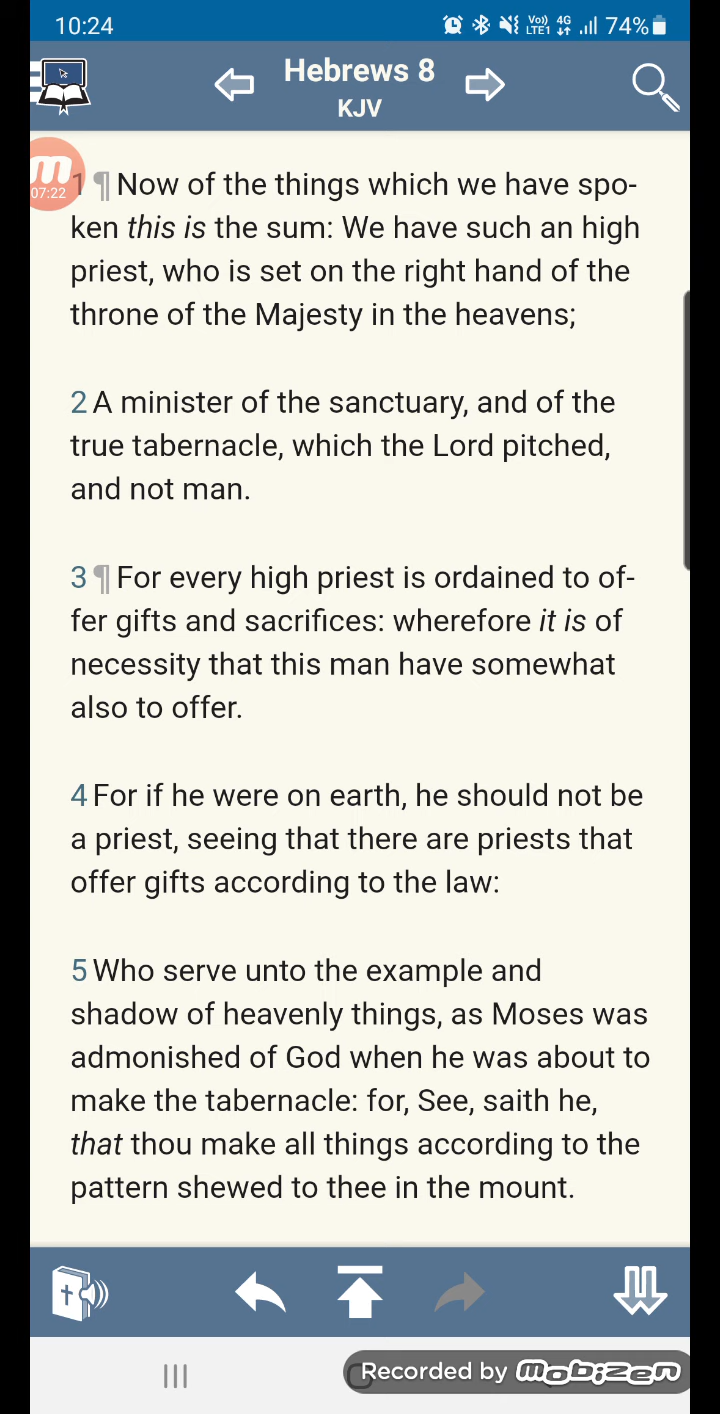 10:24
Vo)) 4G
LTE1
74%
Hebrews 8
KJV
m
07:22
1 ¶ Now of the things which we have spo-
ken this is the sum: We have such an high
priest, who is set on the right hand of the
throne of the Majesty in the heavens;
2 A minister of the sanctuary, and of the
true tabernacle, which the Lord pitched,
and not man.
3 ¶ For every high priest is ordained to of-
fer gifts and sacrifices: wherefore it is of
necessity that this man have somewhat
also to offer.
4 For if he were on earth, he should not be
a priest, seeing that there are priests that
offer gifts according to the law:
5 Who serve unto the example and
shadow of heavenly things, as Moses was
admonished of God when he was about to
make the tabernacle: for, See, saith he,
that thou make all things according to the
pattern shewed to thee in the mount.
Recorded by mobizen